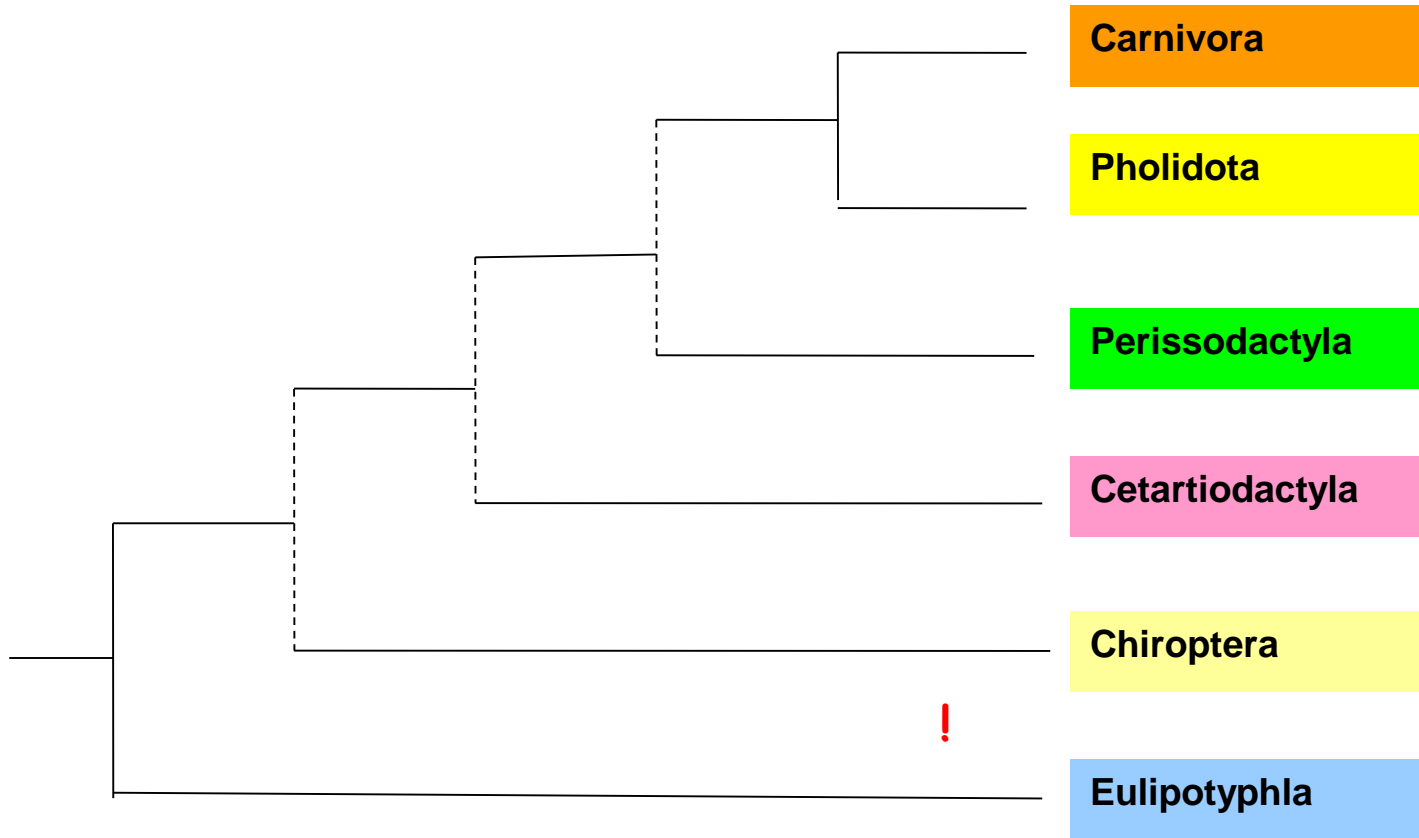 Carnivora
Pholidota
Perissodactyla
Cetartiodactyla
Chiroptera
!
Eulipotyphla